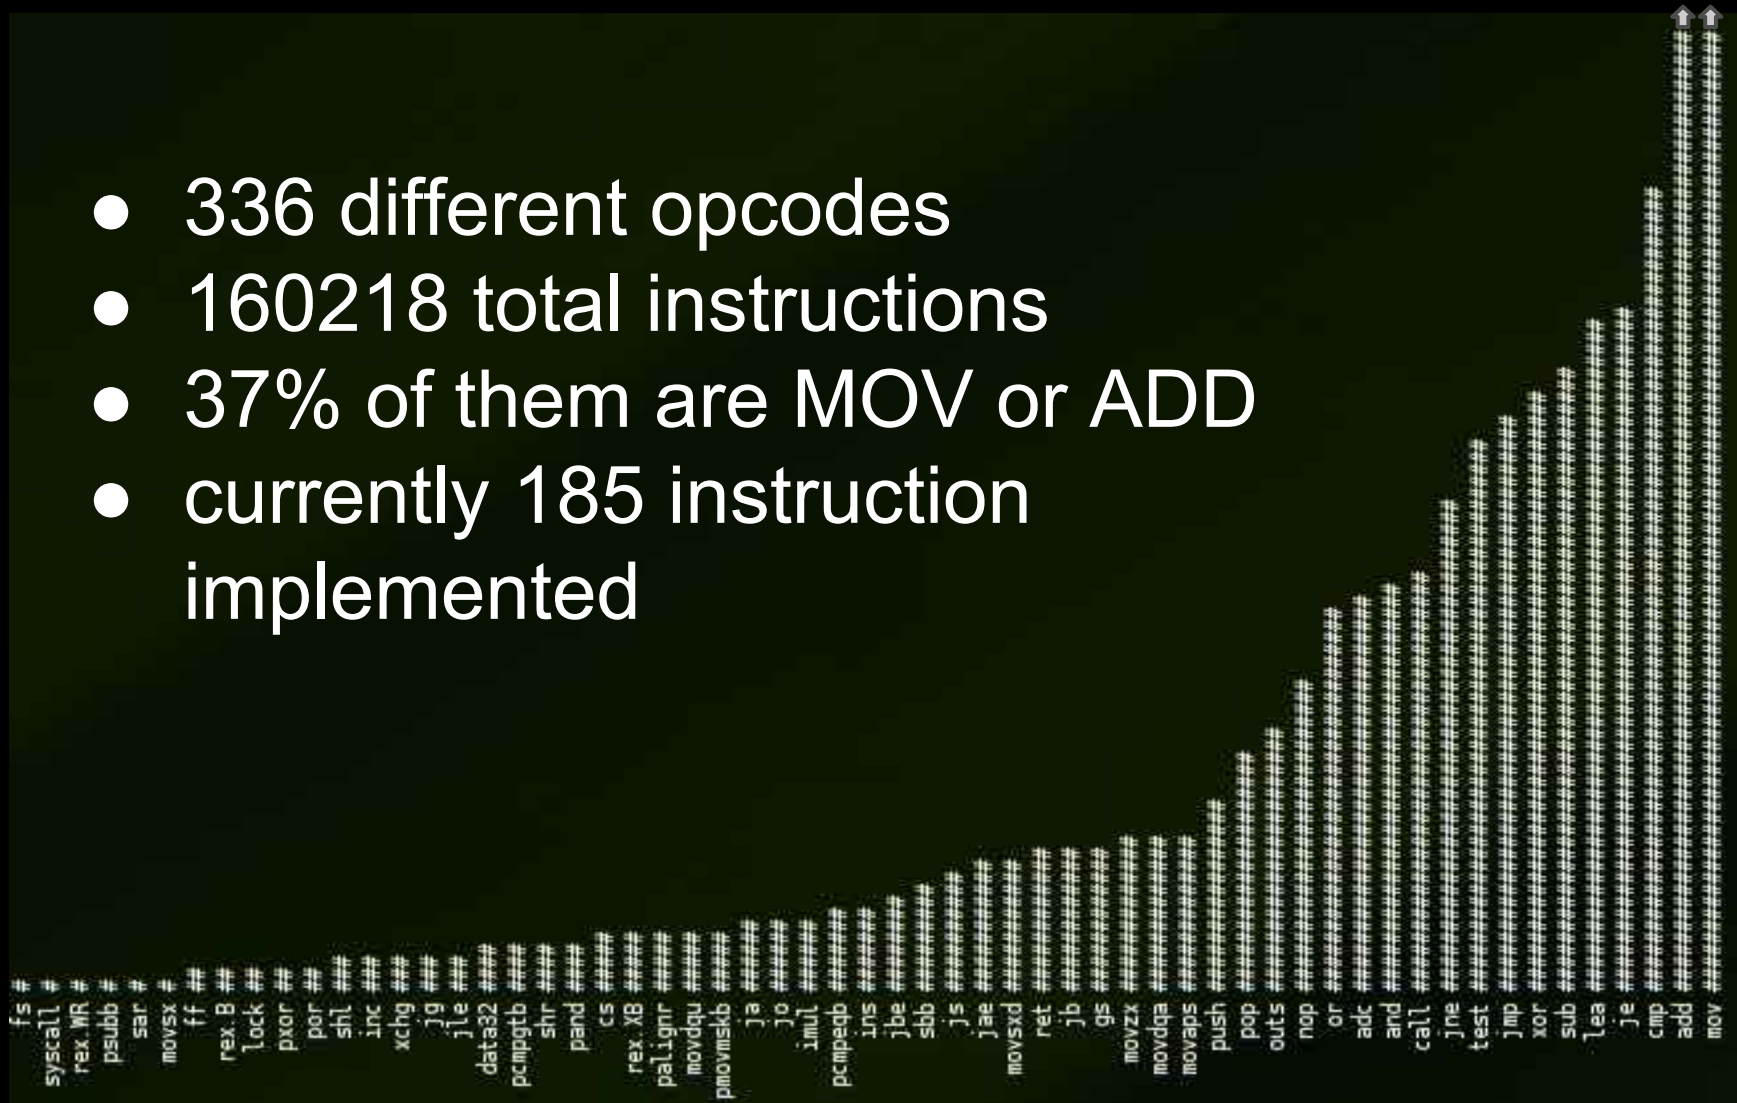 ● 336 different opcodes
● 160218 total instructions
● 37% of them are MOV or ADD
● currently 185 instruction
implemented
fs
syscall
rex.WR
psubb
sar
movsx
ff
rex.B
lock
pxor
por
shl
inc
xchg
jg
jle
data32
pcmpgtb
shr
pand
cs
rex.XB
palignr
movdqu
pmovmskb
ja
jo
imul
pcmpeqb
ins
jbe
sbb
js
jae
movsxd
ret
jb
gs
movzx
movdqa
movaps
push
pop
outs
nop
or
adc
and
call
jne
test
jmp
xor
sub
lea
je
cmp
add
mov